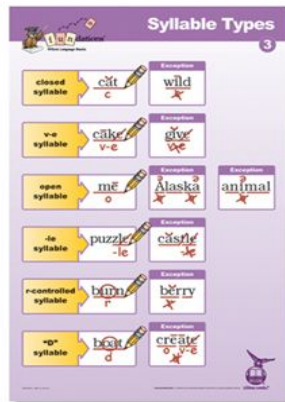 Syllable Types
fundations
3
closed
syllable
cat
c
Exception
wild
x
v-e
syllable
cake
v-e
Exception
give
v-e
open
syllable
me
o
Exception
Alaska
x x
Exception
animal
x
-le
syllable
puzzle
-le
Exception
castle
-le
r-controlled
syllable
burn
r
Exception
berry
x
"D"
syllable
boat
d
Exception
create
o v-e
x